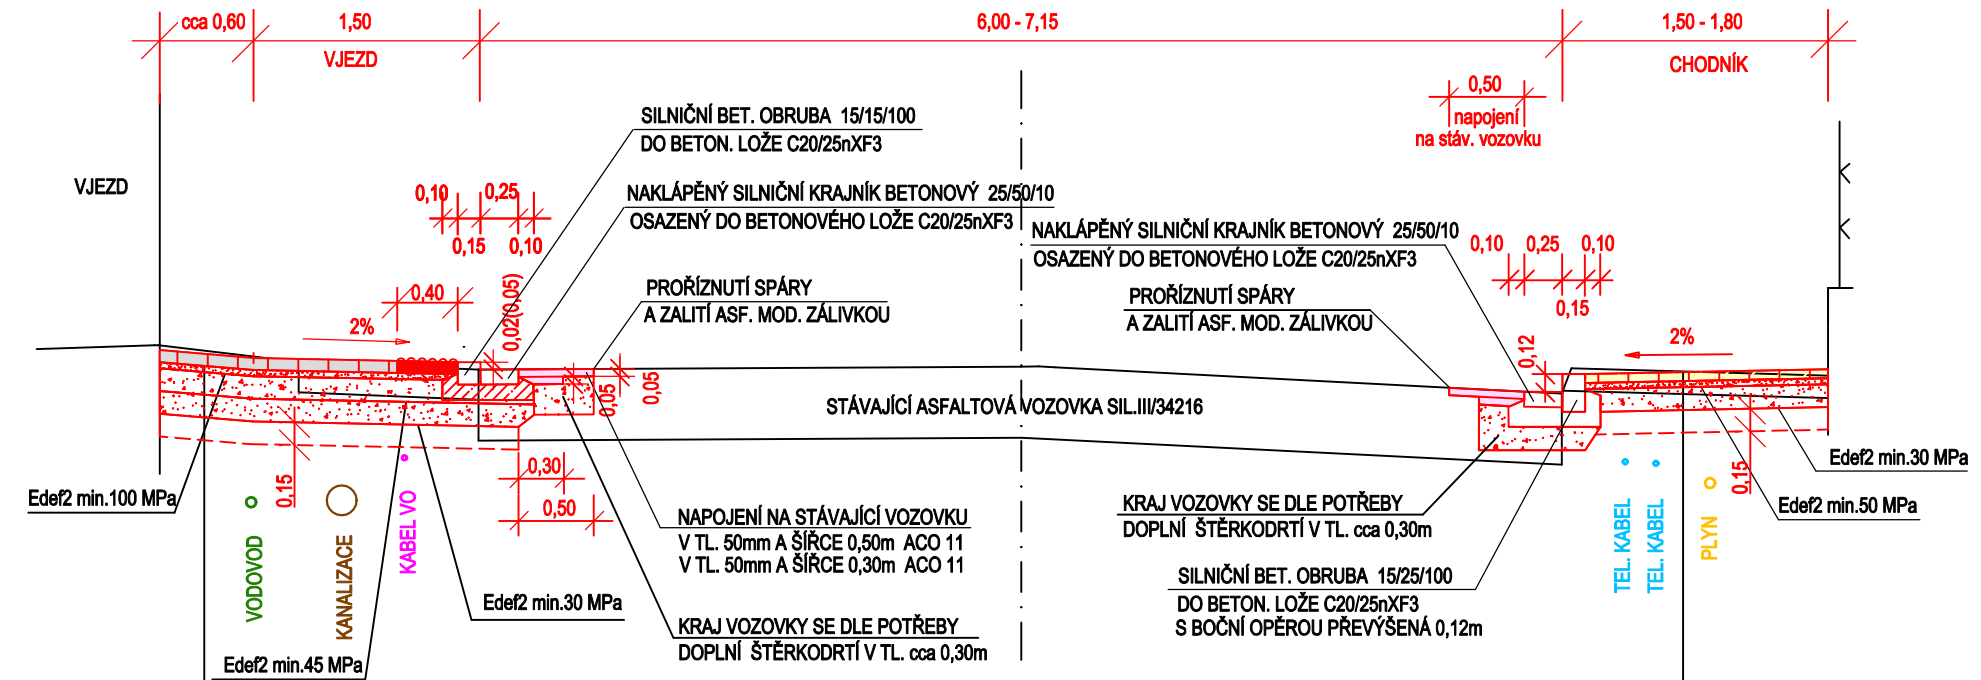 cca 0,60
1,50
6,00 - 7,15
1,50 - 1,80
VJEZD
CHODNÍK
0,50
napojení
na stáv. vozovku
SILNIČNÍ BET. OBRUBA 15/15/100
DO BETON. LOŽE C20/25nXF3
VJEZD
NAKLÁPĚNÝ SILNIČNÍ KRAJNÍK BETONOVÝ 25/50/10
OSAZENÝ DO BETONOVÉHO LOŽE C20/25nXF3
0,10
0,25
0,15
0,10
NAKLÁPĚNÝ SILNIČNÍ KRAJNÍK BETONOVÝ 25/50/10
OSAZENÝ DO BETONOVÉHO LOŽE C20/25nXF3
0,10
0,25
0,10
0,15
PROŘÍZNUTÍ SPÁRY
A ZALITÍ ASF. MOD. ZÁLIVKOU
PROŘÍZNUTÍ SPÁRY
A ZALITÍ ASF. MOD. ZÁLIVKOU
0,40
0,02(0,05)
2%
0,12
2%
0,05
0,05
STÁVAJÍCÍ ASFALTOVÁ VOZOVKA SIL.III/34216
0,15
0,30
0,50
0,15
Edef2 min.100 MPa
Edef2 min.30 MPa
Edef2 min.50 MPa
VODOVOD
KANALIZACE
KABEL VO
NAPOJENÍ NA STÁVAJÍCÍ VOZOVKU
V TL. 50mm A ŠÍŘCE 0,50m ACO 11
V TL. 50mm A ŠÍŘCE 0,30m ACO 11
KRAJ VOZOVKY SE DLE POTŘEBY
DOPLNÍ ŠTĚRKODRTÍ V TL. cca 0,30m
TEL. KABEL
TEL. KABEL
PLYN
SILNIČNÍ BET. OBRUBA 15/25/100
DO BETON. LOŽE C20/25nXF3
S BOČNÍ OPĚROU PŘEVÝŠENÁ 0,12m
Edef2 min.30 MPa
KRAJ VOZOVKY SE DLE POTŘEBY
DOPLNÍ ŠTĚRKODRTÍ V TL. cca 0,30m
Edef2 min.45 MPa